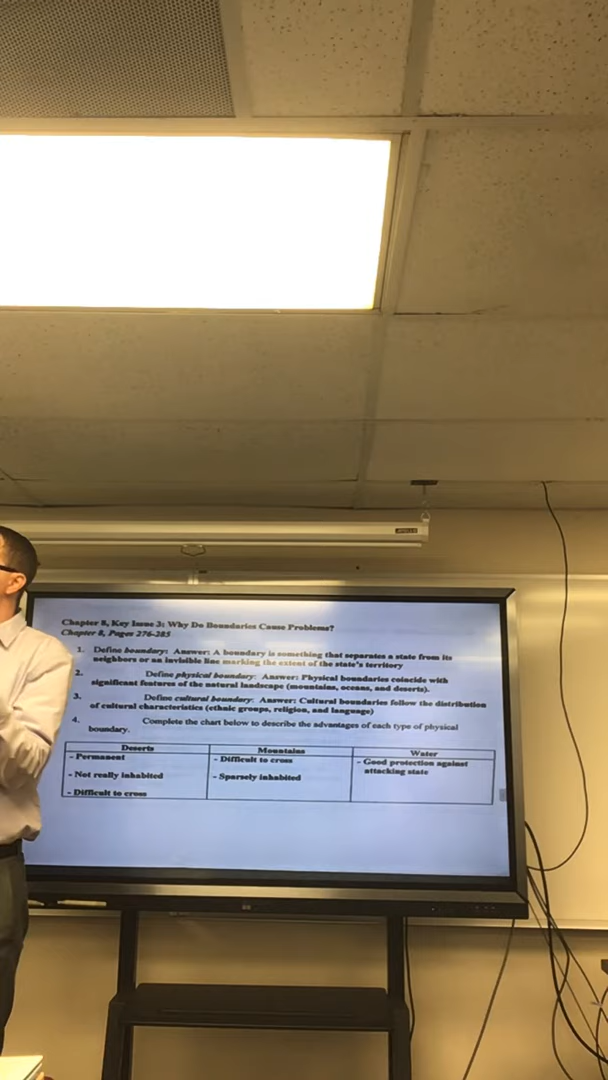 Chapter 8, Key Issue 3: Why Do Boundaries Cause Problems?
Chapter 8, Pages 276-285
1. Define boundary: Answer: A boundary is something that separates a state from its
neighbors or an invisible line marking the extent of the state's territory
2. Define physical boundary: Answer: Physical boundaries coincide with
significant features of the natural landscape (mountains, oceans, and deserts).
3. Define cultural boundary: Answer: Cultural boundaries follow the distribution
of cultural characteristics (ethnic groups, religion, and language)
4. Complete the chart below to describe the advantages of each type of physical
boundary.
Deserts Mountains Water
- Permanent
- Not really inhabited
- Difficult to cross
- Difficult to cross
- Sparsely inhabited
- Good protection against
attacking state